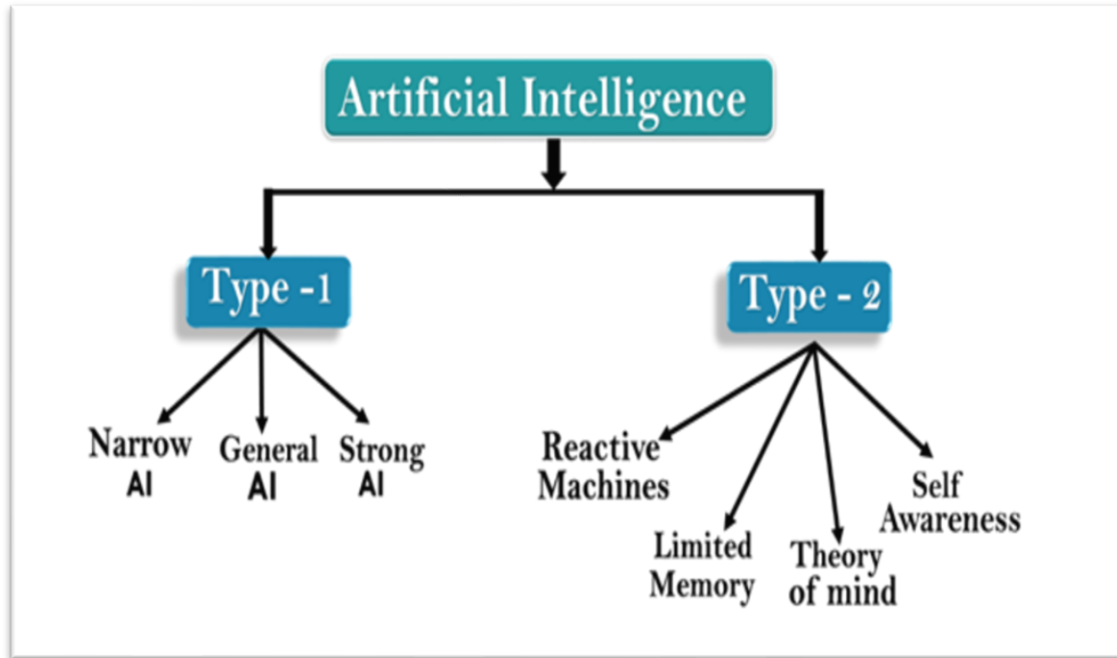 Artificial Intelligence
Type -1
Type - 2
Narrow
AI
General
AI
Strong
AI
Reactive
Machines
Limited
Memory
Theory
of mind
Self
Awareness